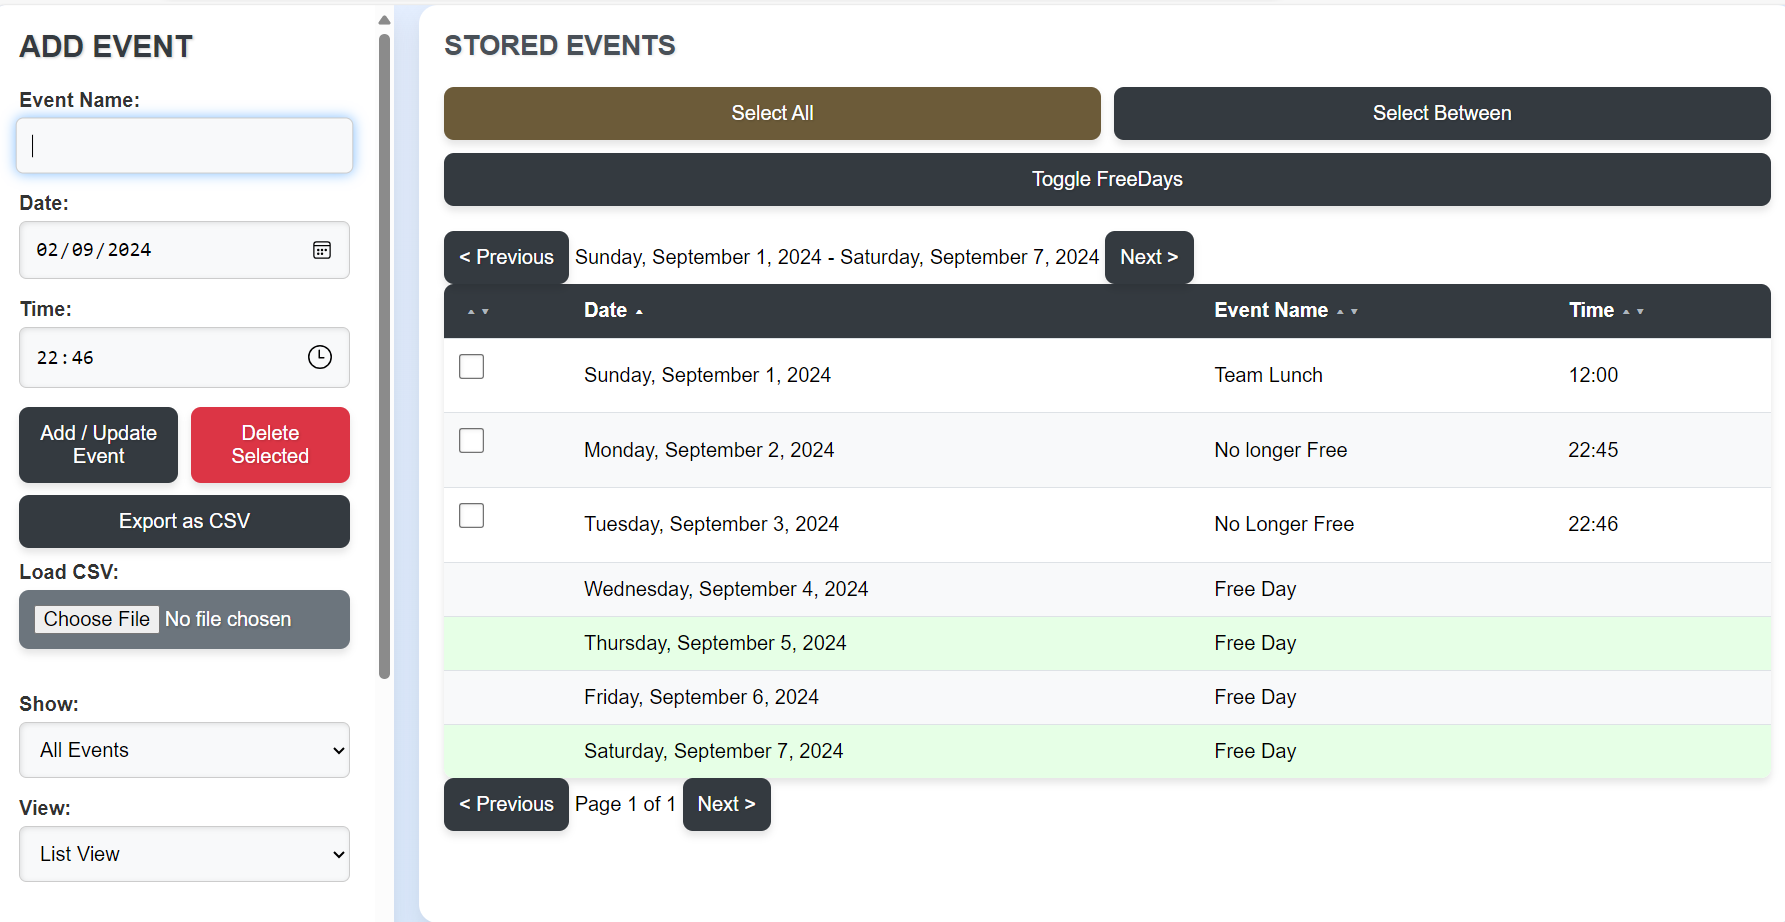 ADD EVENT
Event Name:
Date:
02/09/2024
Time:
22:46
Add / Update
Event
Delete
Selected
Export as CSV
Load CSV:
Choose File No file chosen
Show:
All Events
View:
List View
STORED EVENTS
Select All
Select Between
Toggle FreeDays
< Previous Sunday, September 1, 2024 - Saturday, September 7, 2024 Next >
Date Event Name Time
Sunday, September 1, 2024 Team Lunch 12:00
Monday, September 2, 2024 No longer Free 22:45
Tuesday, September 3, 2024 No Longer Free 22:46
Wednesday, September 4, 2024 Free Day
Thursday, September 5, 2024 Free Day
Friday, September 6, 2024 Free Day
Saturday, September 7, 2024 Free Day
< Previous Page 1 of 1 Next >